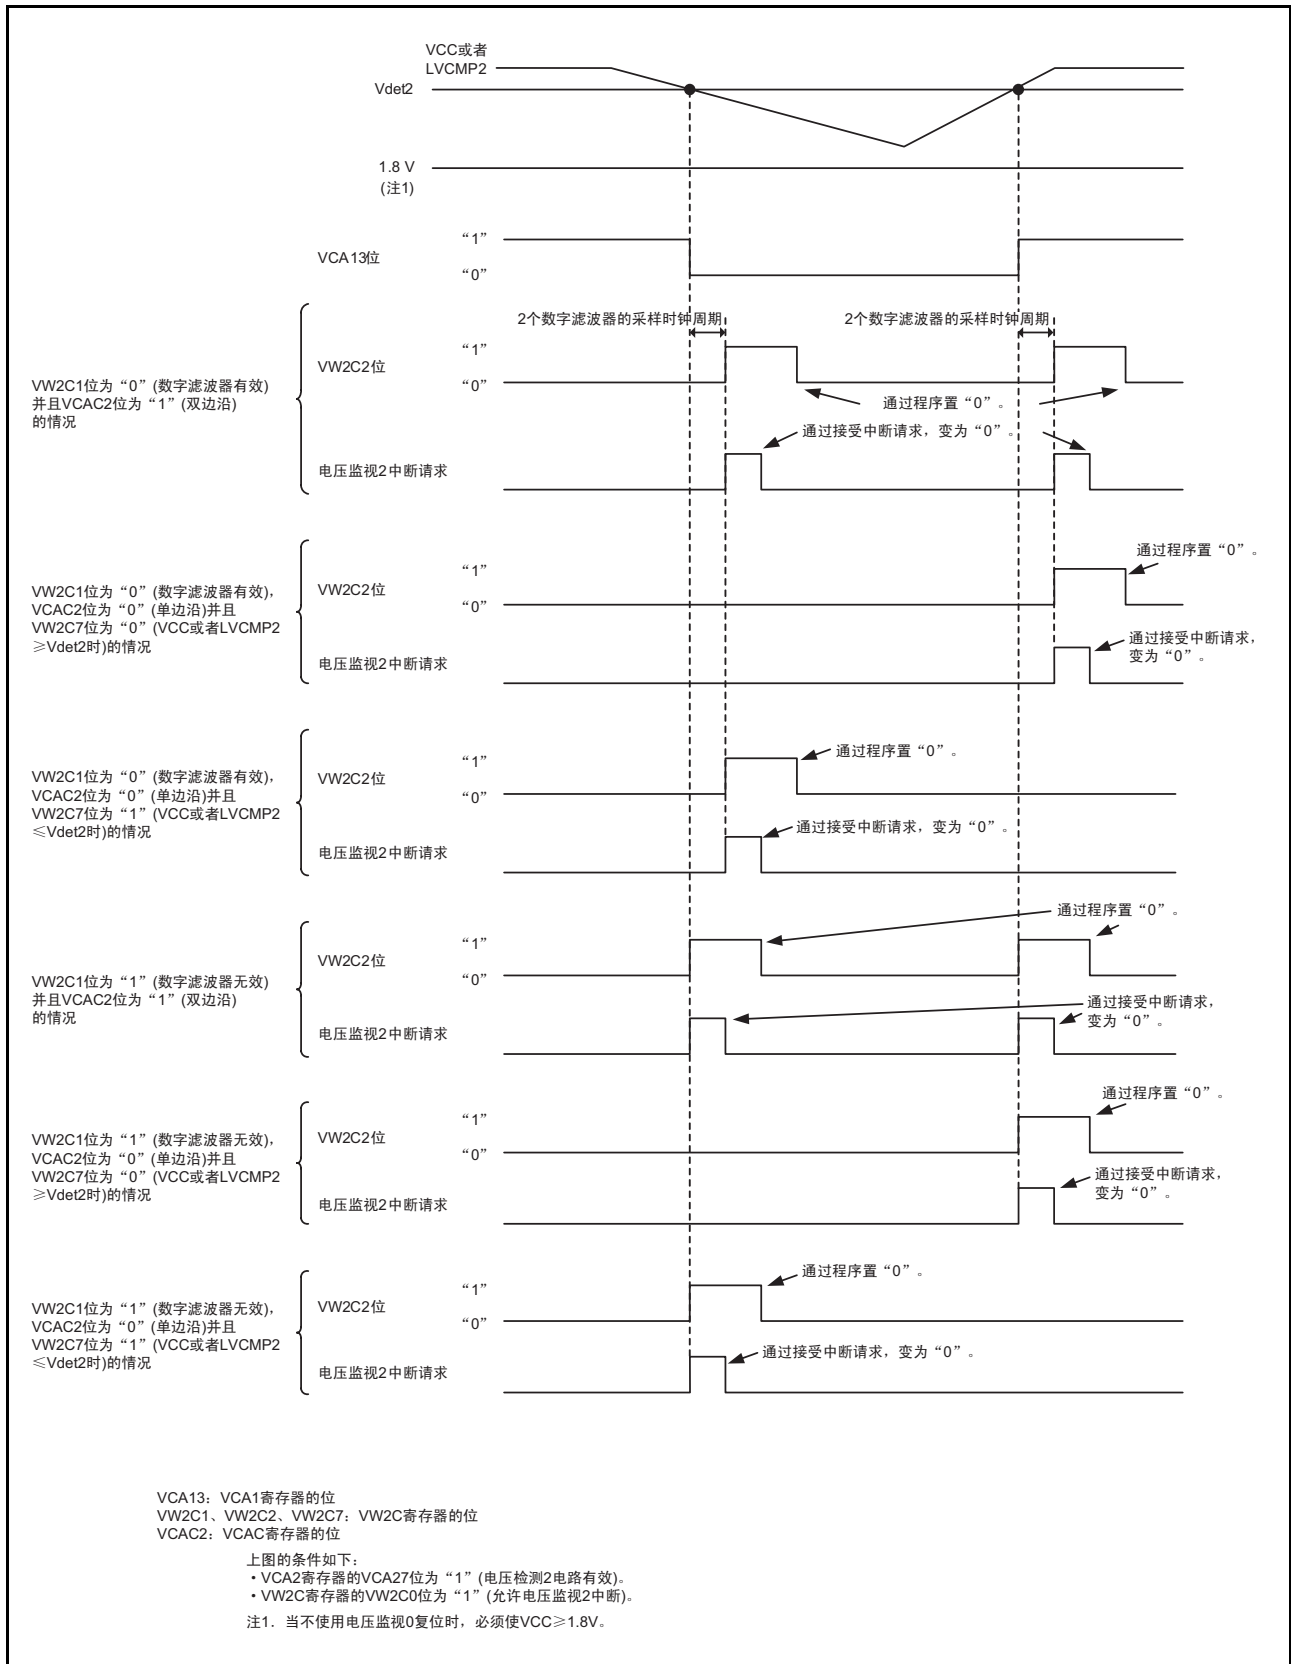 VCC或者
LVCMP2
Vdet2
1.8 V
(注1)
VCA13位
“1”
“0”
2个数字滤波器的采样时钟周期
2个数字滤波器的采样时钟周期
VW2C1位为“0”(数字滤波器有效)
并且VCAC2位为“1”(双边沿)
的情况
VW2C2位
“1”
“0”
通过程序置“0”。
通过接受中断请求，变为“0”。
电压监视2中断请求
VW2C1位为“0”(数字滤波器有效)，
VCAC2位为“0”(单边沿)并且
VW2C7位为“0”(VCC或者LVCMP2
≥Vdet2时)的情况
VW2C2位
“1”
“0”
通过程序置“0”。
电压监视2中断请求
通过接受中断请求，
变为“0”。
VW2C1位为“0”(数字滤波器有效)，
VCAC2位为“0”(单边沿)并且
VW2C7位为“1”(VCC或者LVCMP2
≤Vdet2时)的情况
VW2C2位
“1”
“0”
通过程序置“0”。
电压监视2中断请求
通过接受中断请求，变为“0”。
VW2C1位为“1”(数字滤波器无效)
并且VCAC2位为“1”(双边沿)
的情况
VW2C2位
“1”
“0”
通过程序置“0”。
电压监视2中断请求
通过接受中断请求，
变为“0”。
VW2C1位为“1”(数字滤波器无效)，
VCAC2位为“0”(单边沿)并且
VW2C7位为“0”(VCC或者LVCMP2
≥Vdet2时)的情况
VW2C2位
“1”
“0”
通过程序置“0”。
电压监视2中断请求
通过接受中断请求，
变为“0”。
VW2C1位为“1”(数字滤波器无效)，
VCAC2位为“0”(单边沿)并且
VW2C7位为“1”(VCC或者LVCMP2
≤Vdet2时)的情况
VW2C2位
“1”
“0”
通过程序置“0”。
电压监视2中断请求
通过接受中断请求，变为“0”。
VCA13：VCA1寄存器的位
VW2C1、VW2C2、VW2C7：VW2C寄存器的位
VCAC2：VCAC寄存器的位
上图的条件如下：
・VCA2寄存器的VCA27位为“1”(电压检测2电路有效)。
・VW2C寄存器的VW2C0位为“1”(允许电压监视2中断)。
注1. 当不使用电压监视0复位时，必须使VCC≥1.8V。